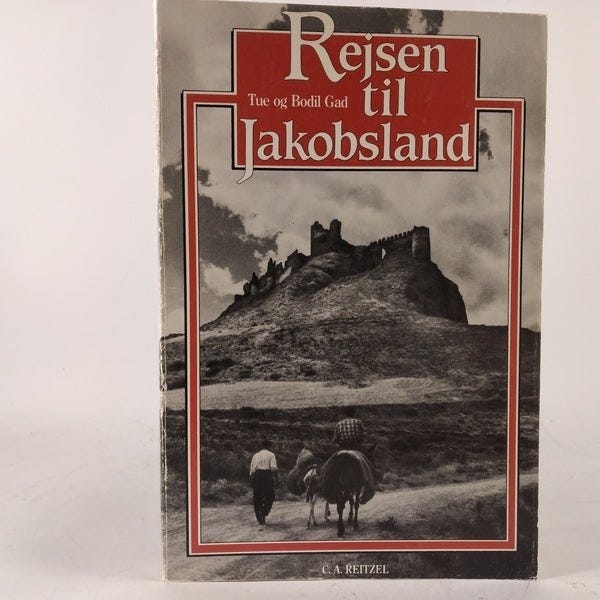 Rejsen
Tue og Bodil Gad til
Jakobsland
C. A. REITZEL